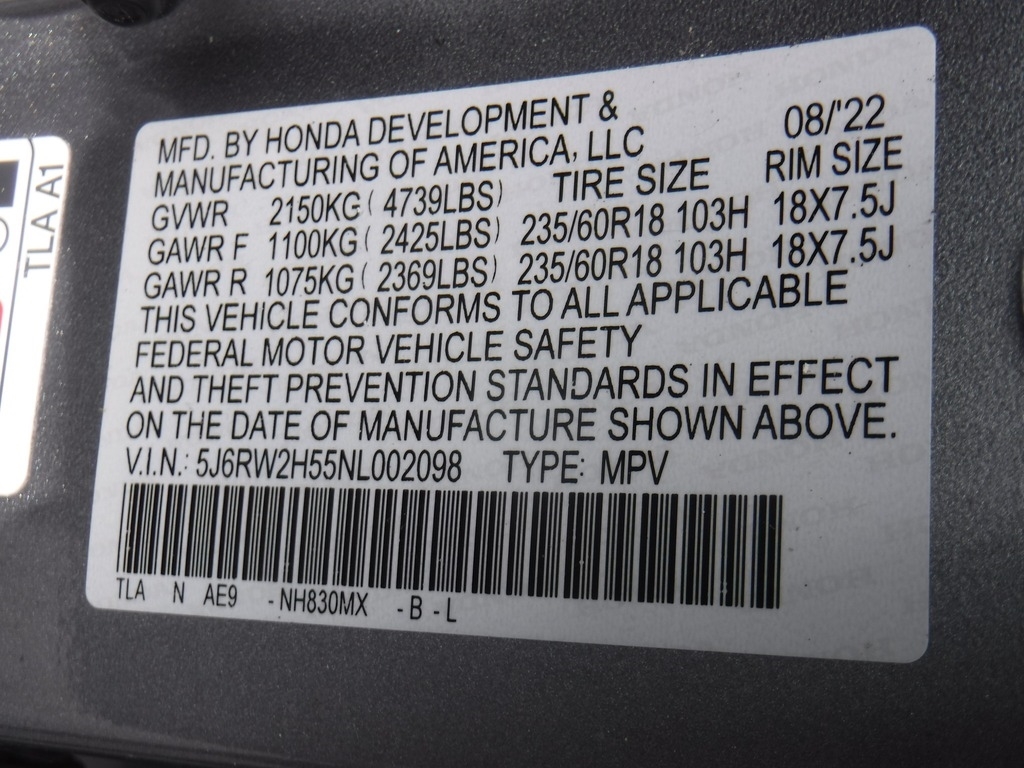 MFD. BY HONDA DEVELOPMENT &
MANUFACTURING OF AMERICA, LLC 08/'22
GVWR 2150KG ( 4739LBS) TIRE SIZE RIM SIZE
GAWR F 1100KG ( 2425LBS) 235/60R18 103H 18X7.5J
GAWR R 1075KG ( 2369LBS) 235/60R18 103H 18X7.5J
THIS VEHICLE CONFORMS TO ALL APPLICABLE
FEDERAL MOTOR VEHICLE SAFETY
AND THEFT PREVENTION STANDARDS IN EFFECT
ON THE DATE OF MANUFACTURE SHOWN ABOVE.
V.I.N.: 5J6RW2H55NL002098 TYPE: MPV
TLA N AE9 -NH830MX -B -L
TLA A1